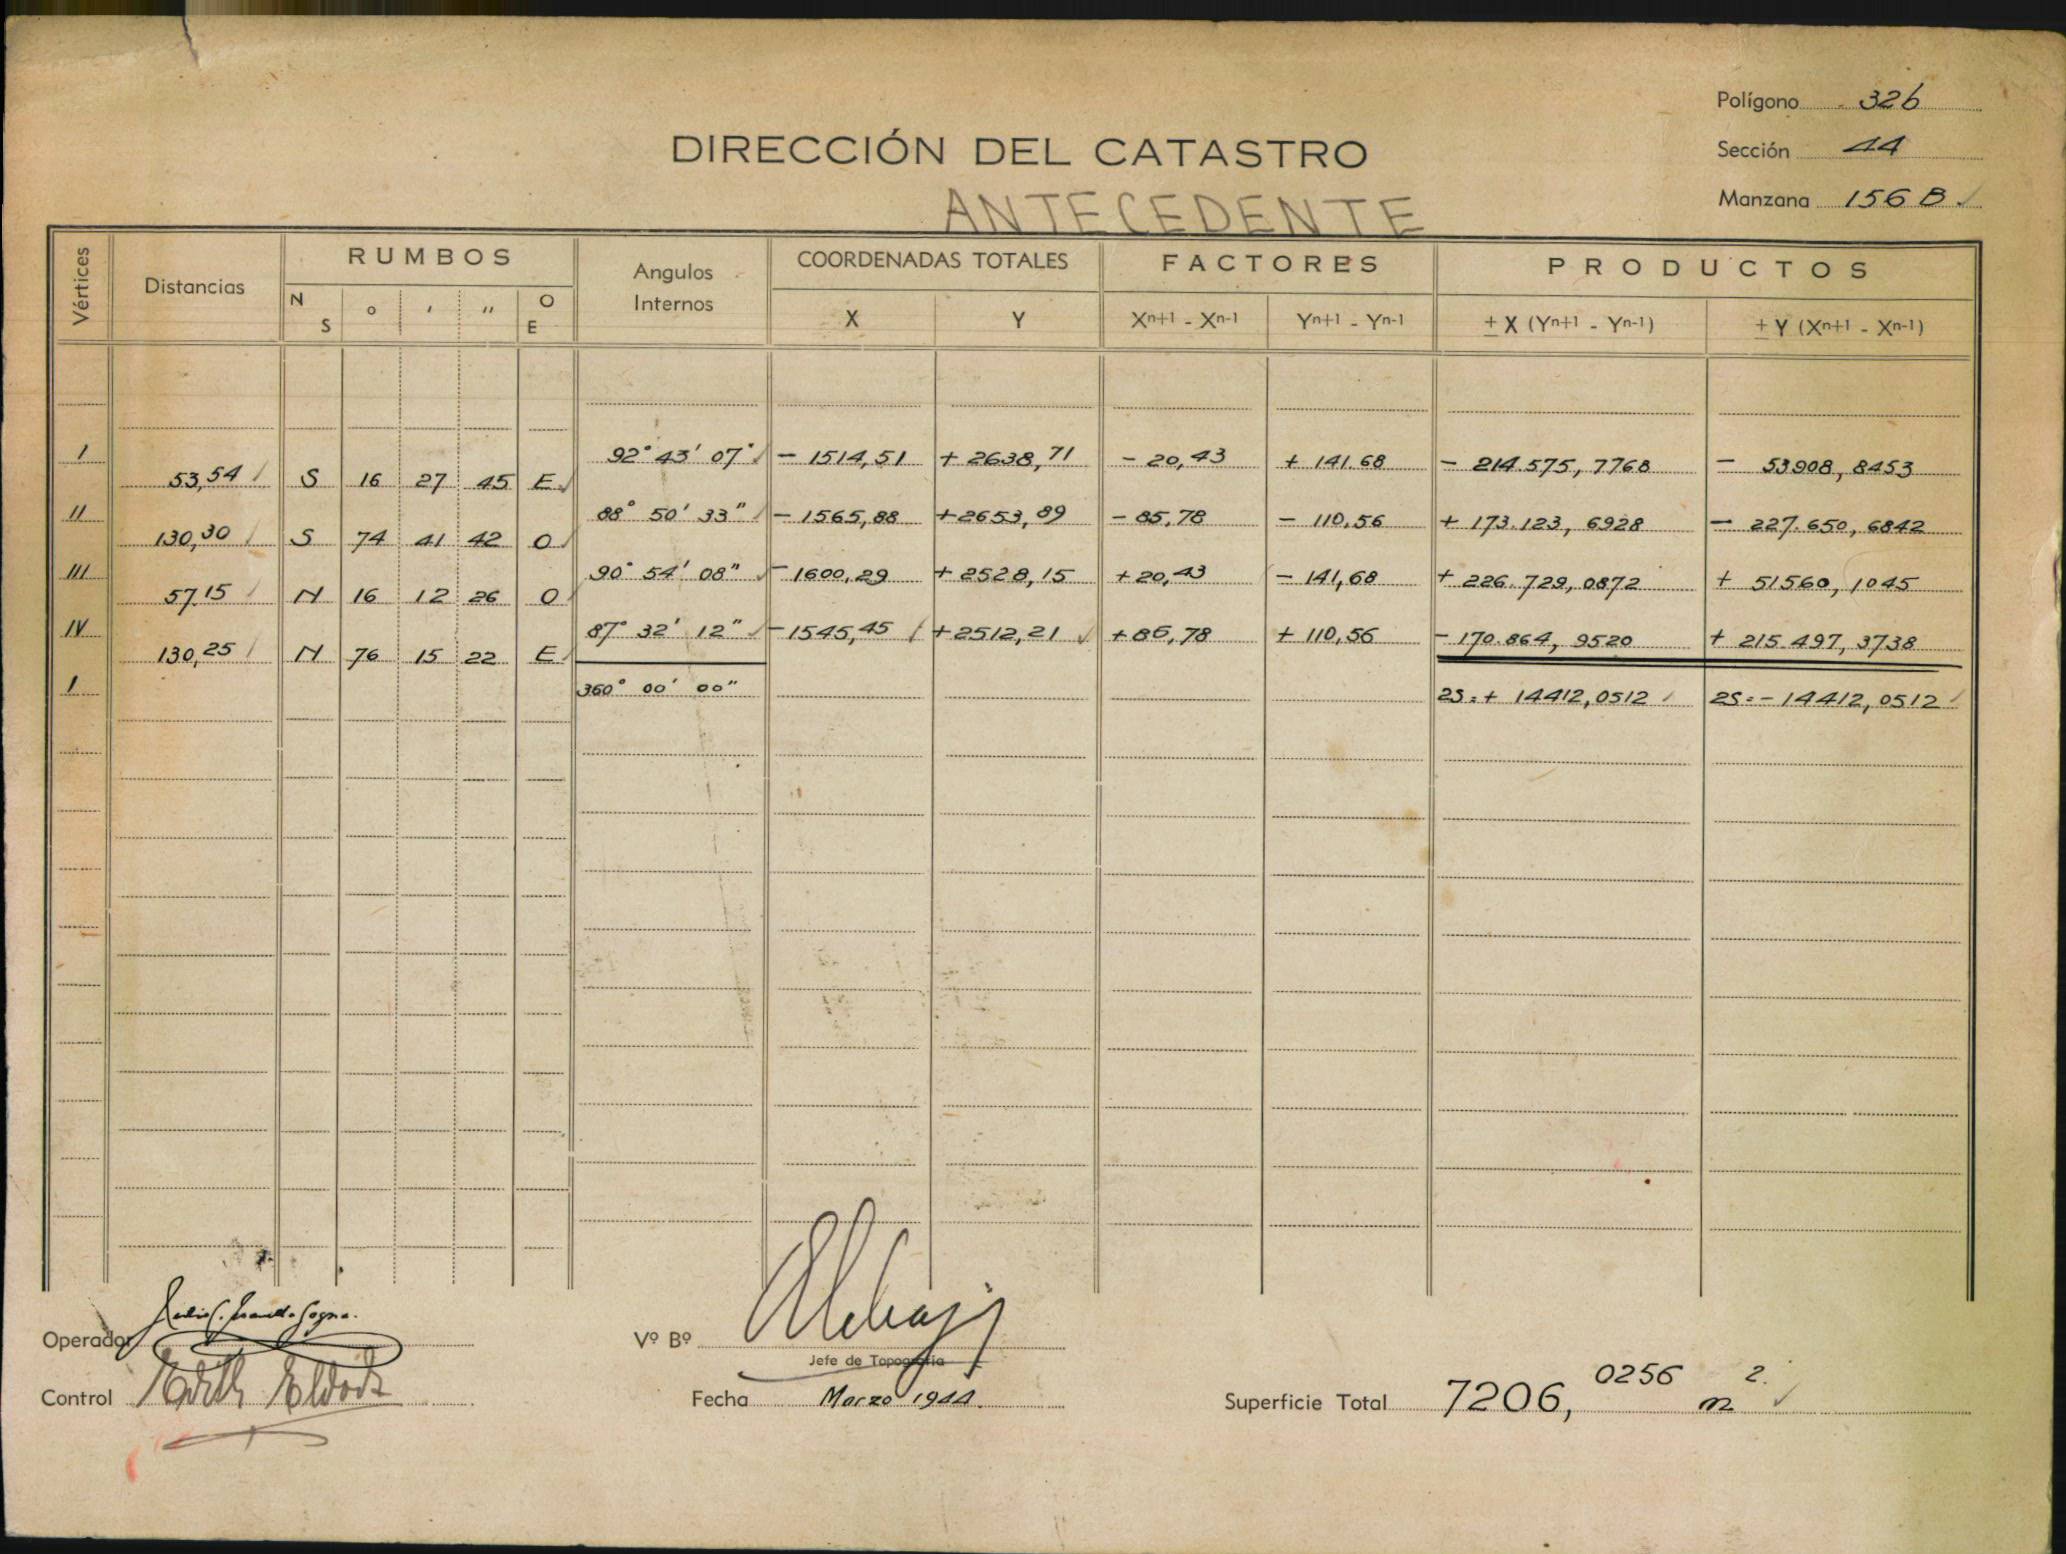 Polígono 32b
DIRECCIÓN DEL CATASTRO
Sección 44
ANTECEDENTE
Manzana 156 B
Vértices Distancias RUMBOS Angulos Internos COORDENADAS TOTALES FACTORES PRODUCTOS
N S ° ' " O E X Y Xn+1 - Xn-1 Yn+1 - Yn-1 ± X (Yn+1 - Yn-1) ± Y (Xn+1 - Xn-1)
I 92° 43' 07" - 1514,51 + 2638,71 - 20,43 + 141.68 - 214.575,7768 - 53908,8453
53,54 S 16 27 45 E
II 88° 50' 33" - 1565,88 +2653,89 - 85,78 - 110,56 + 173.123,6928 - 227.650,6842
130,30 S 74 41 42 O
III 90° 54' 08" - 1600,29 + 2528,15 +20,43 - 141,68 + 226.729,0872 + 51560,1045
57,15 N 16 12 26 O
IV 87° 32' 12" - 1545,45 +2512,21 +85,78 + 110,56 - 170.864,9520 + 215.497,3738
130,25 N 76 15 22 E
I 360° 00' 00" 2S=+ 14412,0512 2S=- 14412,0512
Operador
Vº Bº
Jefe de Topografía
Control
Fecha Marzo 1944.
Superficie Total 7206,0256 m2.